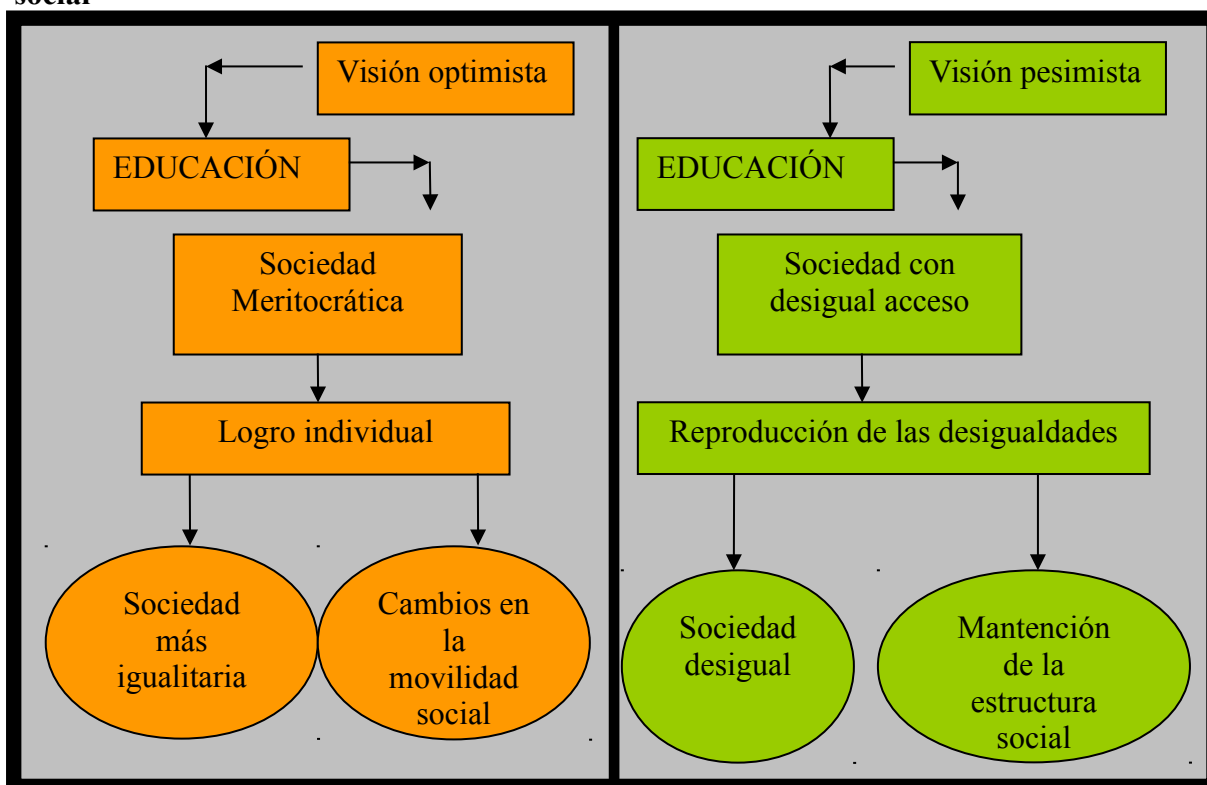 social
Visión optimista
EDUCACIÓN
Sociedad
Meritocrática
Logro individual
Sociedad
más
igualitaria
Cambios en
la
movilidad
social
Visión pesimista
EDUCACIÓN
Sociedad con
desigual acceso
Reproducción de las desigualdades
Sociedad
desigual
Mantención
de la
estructura
social